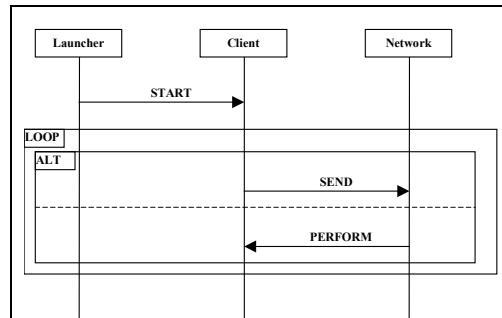 Launcher Client Network
START
LOOP
ALT
SEND
PERFORM